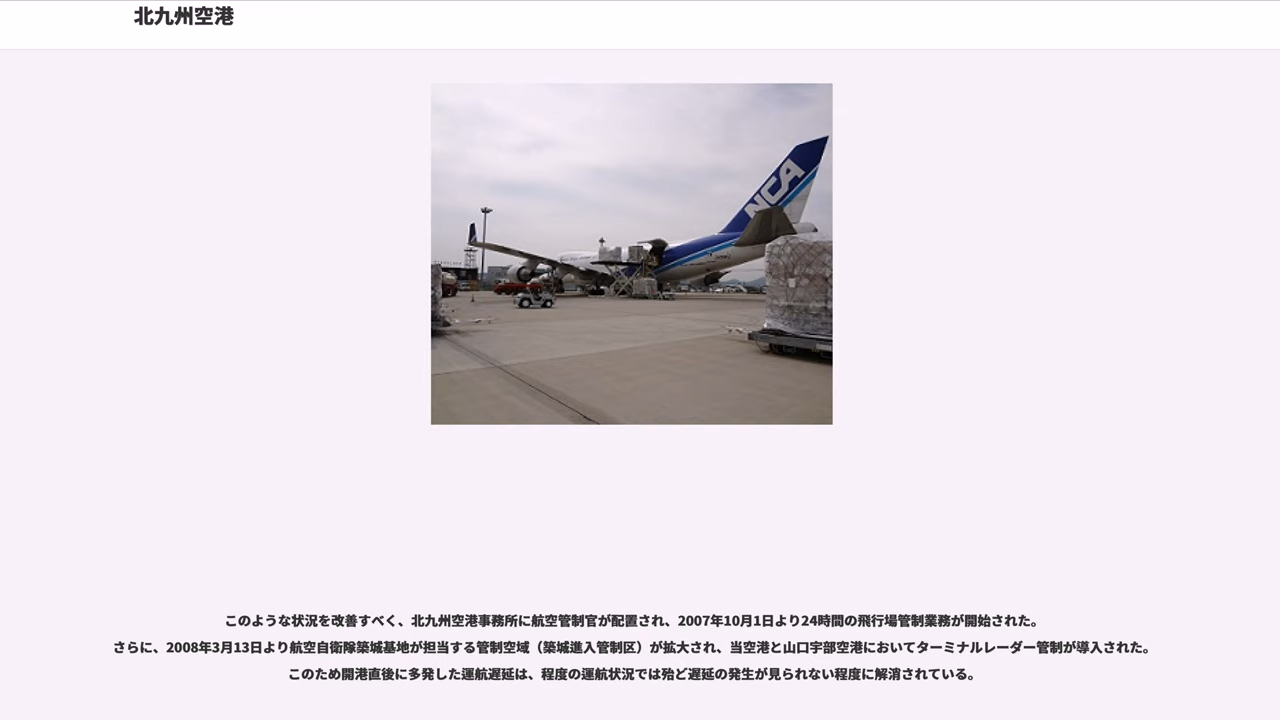 北九州空港
NCA
このような状況を改善すべく、北九州空港事務所に航空管制官が配置され、2007年10月1日より24時間の飛行場管制業務が開始された。
さらに、2008年3月13日より航空自衛隊築城基地が担当する管制空域（築城進入管制区）が拡大され、当空港と山口宇部空港においてターミナルレーダー管制が導入された。
このため開港直後に多発した運航遅延は、程度の運航状況では殆ど遅延の発生が見られない程度に解消されている。